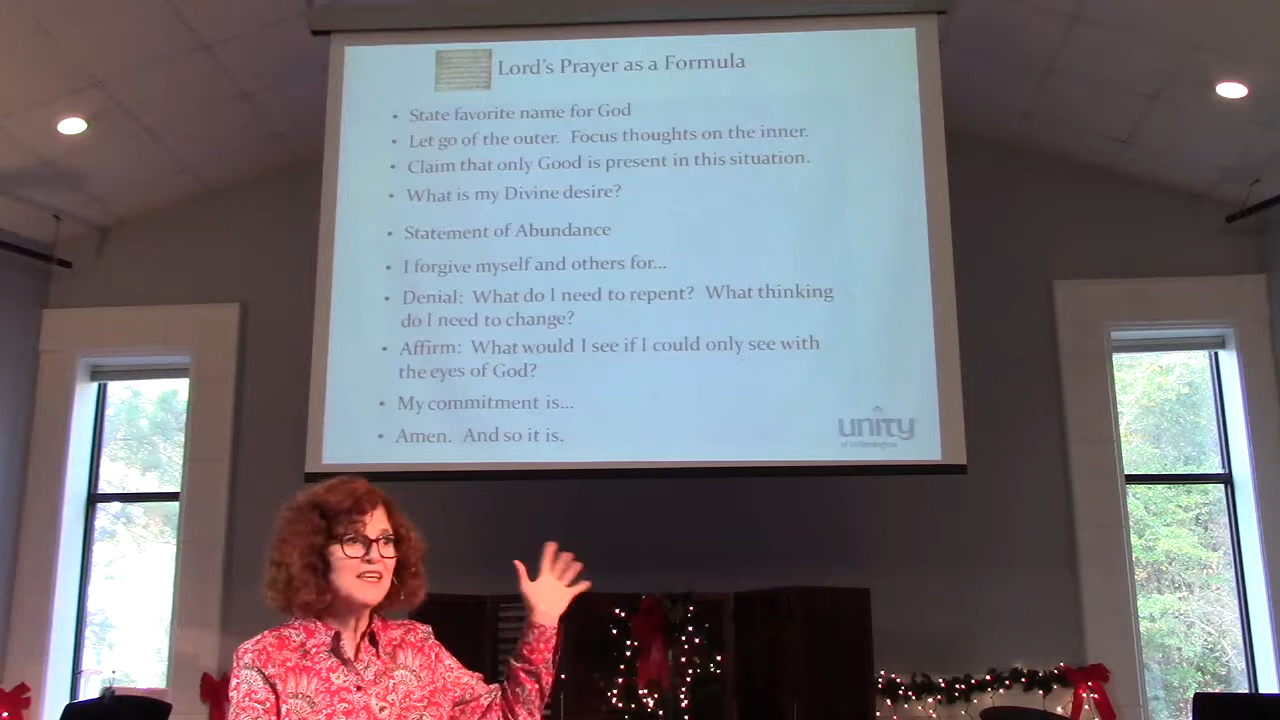 Lord's Prayer as a Formula
• State favorite name for God
• Let go of the outer.  Focus thoughts on the inner.
• Claim that only Good is present in this situation.
• What is my Divine desire?
• Statement of Abundance
• I forgive myself and others for...
• Denial:  What do I need to repent?  What thinking
do I need to change?
• Affirm:  What would I see if I could only see with
the eyes of God?
• My commitment is...
• Amen.  And so it is.
unity
of Wilmington